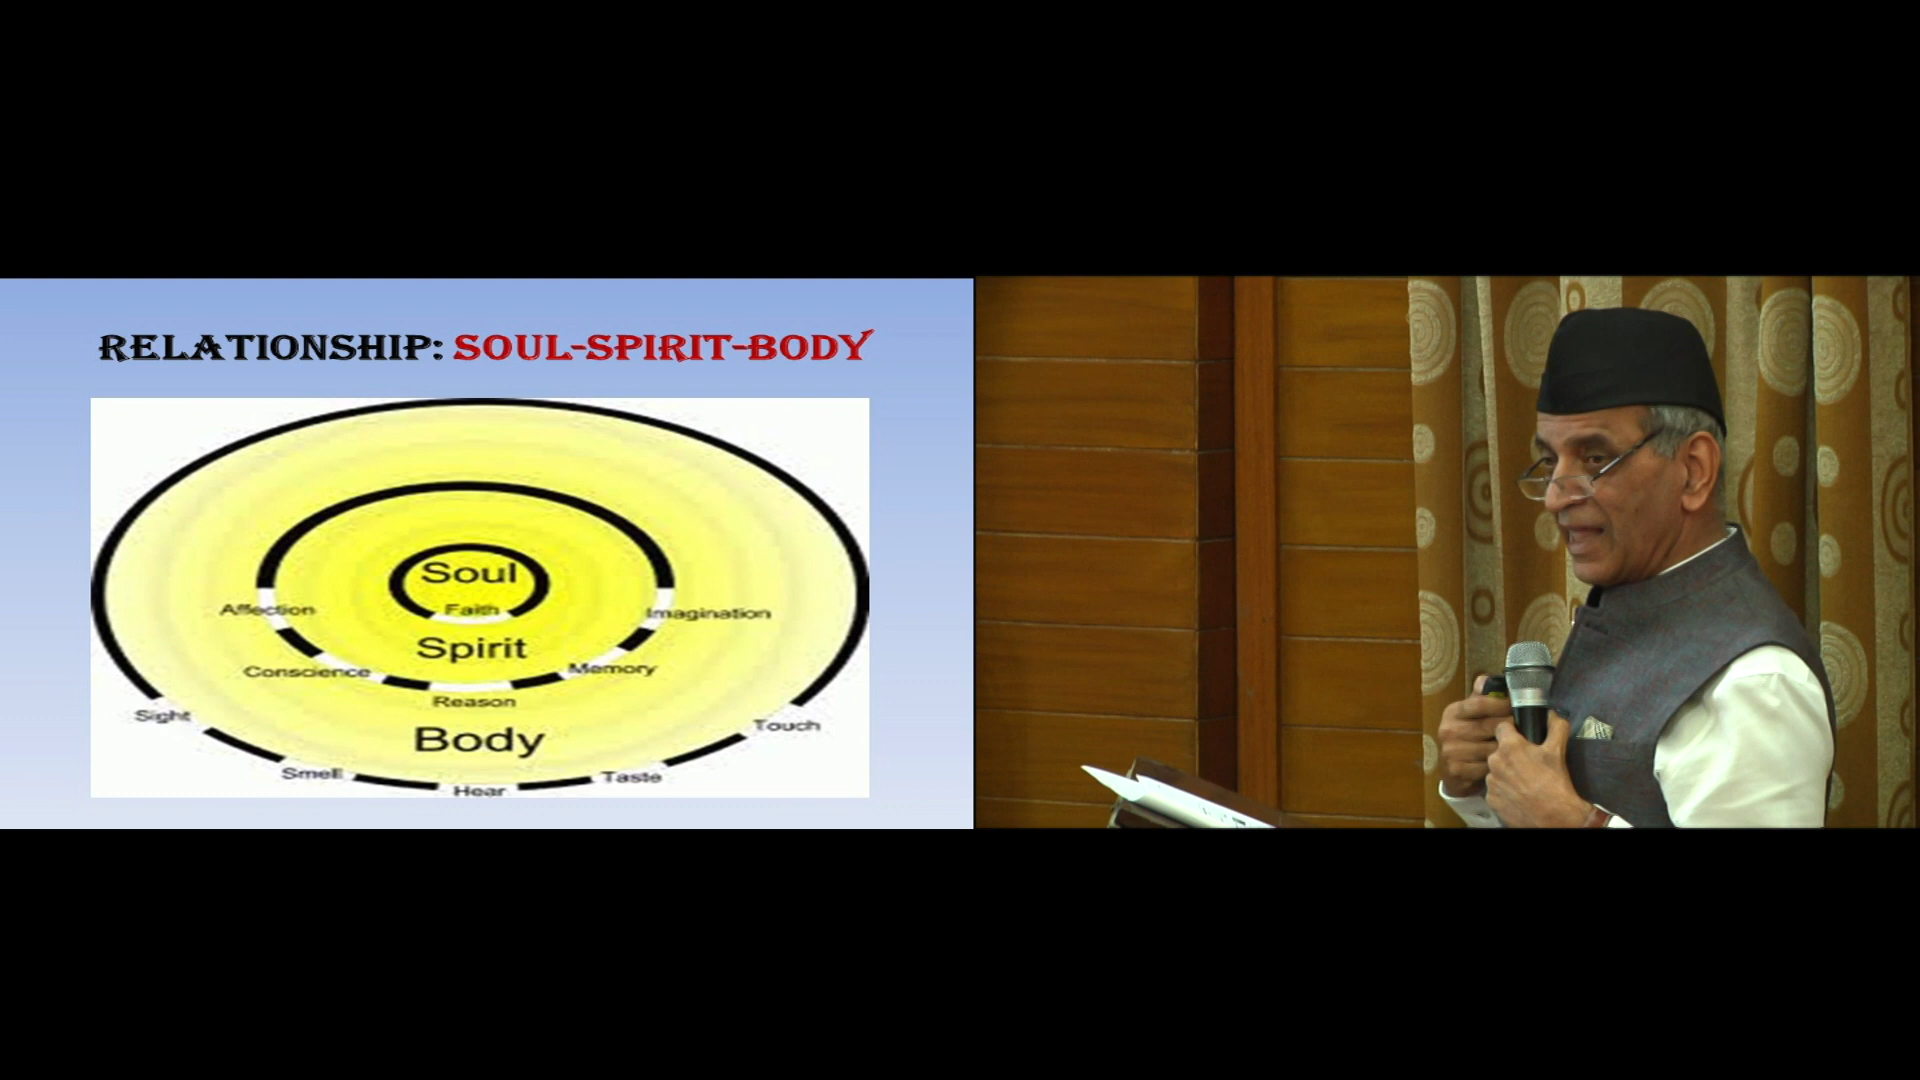 RELATIONSHIP: SOUL-SPIRIT-BODY
Soul
Faith
Affection
Imagination
Spirit
Conscience
Memory
Reason
Sight
Touch
Body
Smell
Taste
Hear